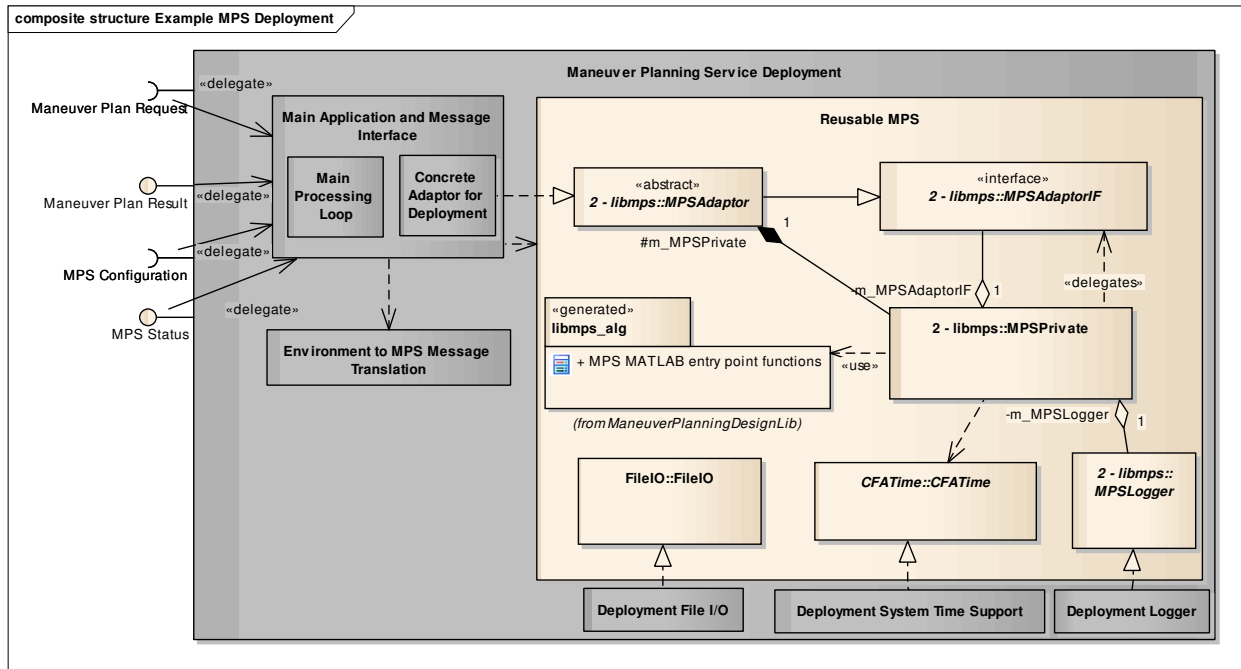 composite structure Example MPS Deployment
Maneuver Planning Service Deployment
«delegate»
Maneuver Plan Request
Main Application and Message
Interface
Main
Processing
Loop
Concrete
Adaptor for
Deployment
Maneuver Plan Result
«delegate»
MPS Configuration
«delegate»
MPS Status
«delegate»
Environment to MPS Message
Translation
Reusable MPS
«abstract»
2 - libmps::MPSAdaptor
«interface»
2 - libmps::MPSAdaptorIF
1
#m_MPSPrivate
«delegates»
-m_MPSAdaptorIF
1
«generated»
libmps_alg
+ MPS MATLAB entry point functions
(from ManeuverPlanningDesignLib)
2 - libmps::MPSPrivate
«use»
-m_MPSLogger
1
FileIO::FileIO
CFATime::CFATime
2 - libmps::
MPSLogger
Deployment File I/O
Deployment System Time Support
Deployment Logger